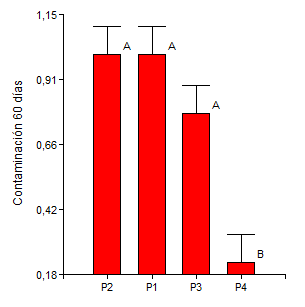 1,15
A
A
0,91
A
0,66
0,42
B
0,18
P2 P1 P3 P4
Contaminación 60 días